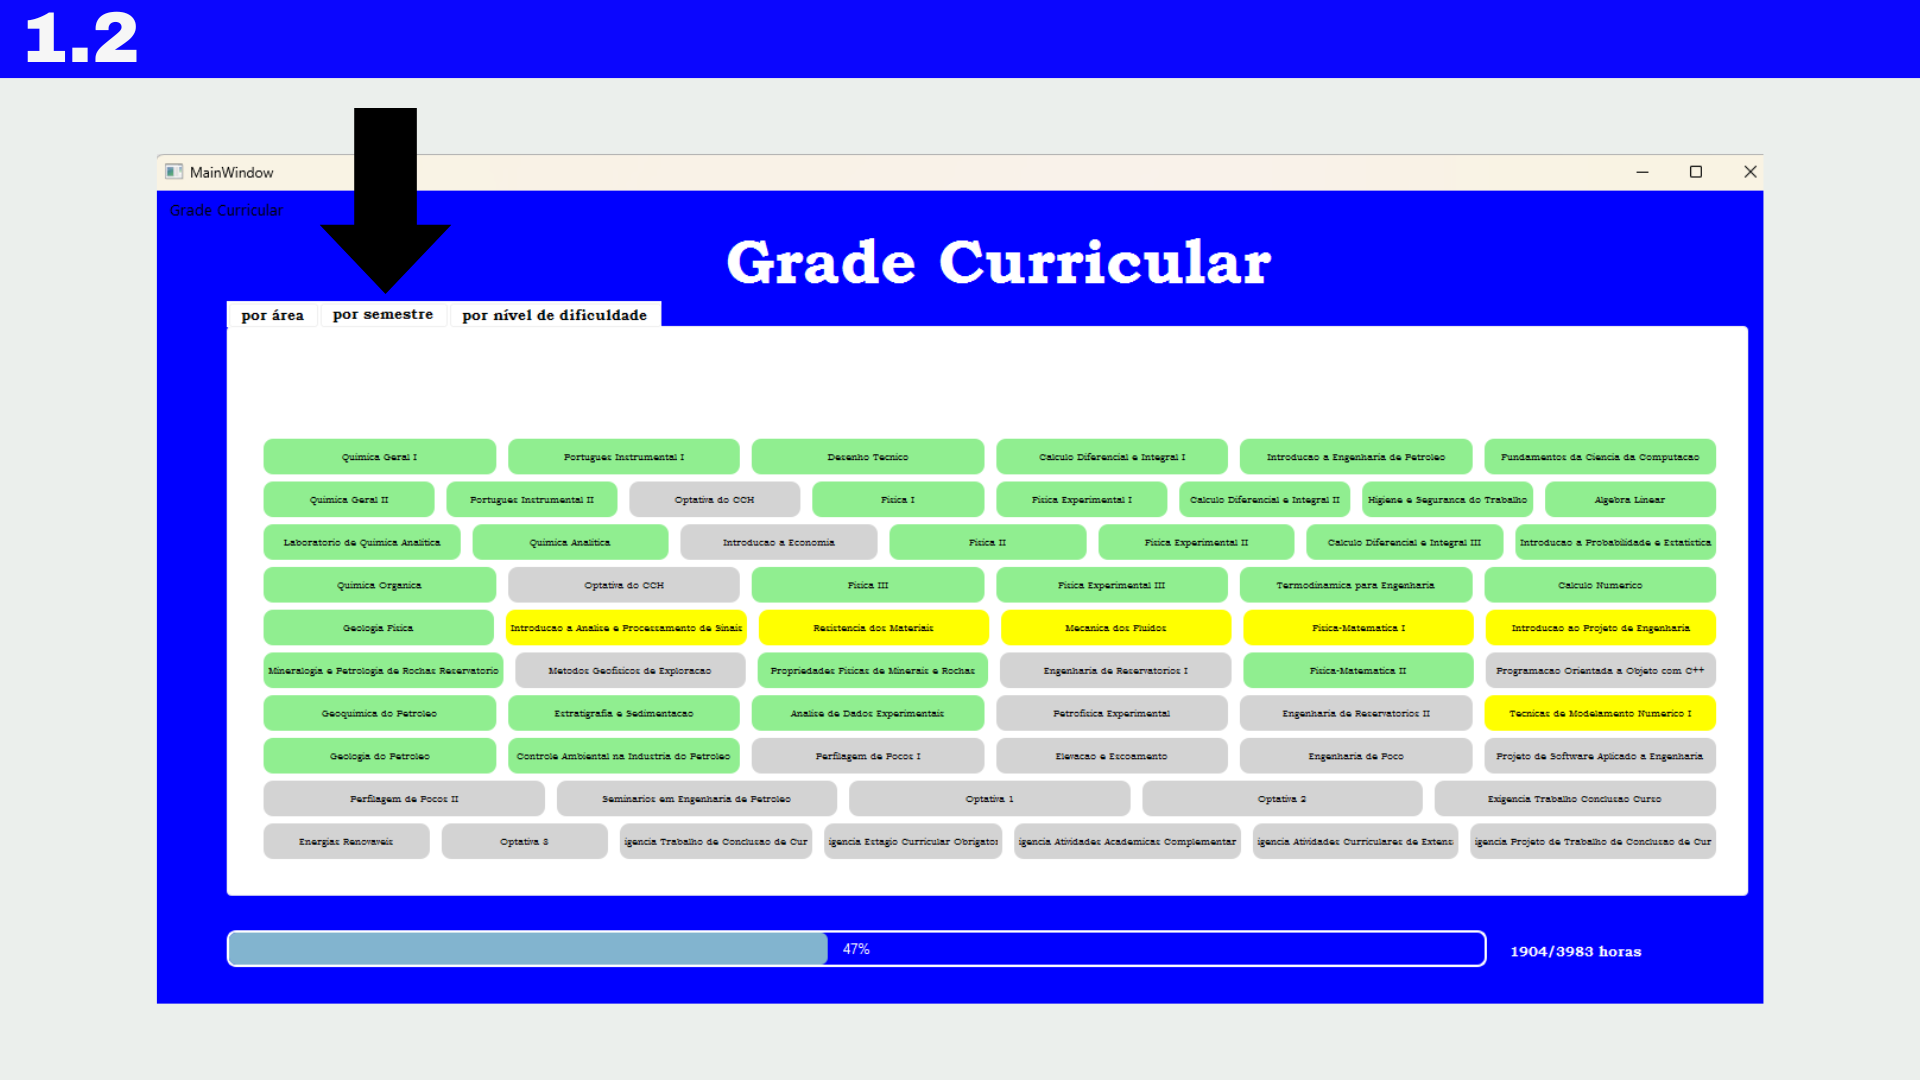 1.2
MainWindow
Grade Curricular
Grade Curricular
por área por semestre por nível de dificuldade
Quimica Geral I Portugues Instrumental I Desenho Tecnico Calculo Diferencial e Integral I Introducao a Engenharia de Petroleo Fundamentos da Ciencia da Computacao
Quimica Geral II Portugues Instrumental II Optativa do CCH Fisica I Fisica Experimental I Calculo Diferencial e Integral II Higiene e Seguranca do Trabalho Algebra Linear
Laboratorio de Quimica Analitica Quimica Analitica Introducao a Economia Fisica II Fisica Experimental II Calculo Diferencial e Integral III Introducao a Probabilidade e Estatistica
Quimica Organica Optativa do CCH Fisica III Fisica Experimental III Termodinamica para Engenharia Calculo Numerico
Geologia Fisica Introducao a Analise e Processamento de Sinais Resistencia dos Materiais Mecanica dos Fluidos Fisica-Matematica I Introducao ao Projeto de Engenharia
Mineralogia e Petrologia de Rochas Reservatorio Metodos Geofisicos de Exploracao Propriedades Fisicas de Minerais e Rochas Engenharia de Reservatorios I Fisica-Matematica II Programacao Orientada a Objeto com C++
Geoquimica do Petroleo Estratigrafia e Sedimentacao Analise de Dados Experimentais Petrofisica Experimental Engenharia de Reservatorios II Tecnicas de Modelamento Numerico I
Geologia do Petroleo Controle Ambiental na Industria do Petroleo Perfilagem de Pocos I Elevacao e Escoamento Engenharia de Poco Projeto de Software Aplicado a Engenharia
Perfilagem de Pocos II Seminarios em Engenharia de Petroleo Optativa 1 Optativa 2 Exigencia Trabalho Conclusao Curso
Energias Renovaveis Optativa 3 igencia Trabalho de Conclusao de Cur igencia Estagio Curricular Obrigator igencia Atividades Academicas Complementar igencia Atividades Curriculares de Extens igencia Projeto de Trabalho de Conclusao de Cur
47% 1904/3983 horas